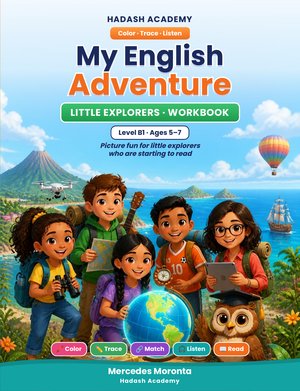 HADASH ACADEMY
Color · Trace · Listen
My English
Adventure
LITTLE EXPLORERS · WORKBOOK
Level B1 · Ages 5–7
Picture fun for little explorers
who are starting to read
10
Color Trace Match Listen Read
Mercedes Moronta
Hadash Academy